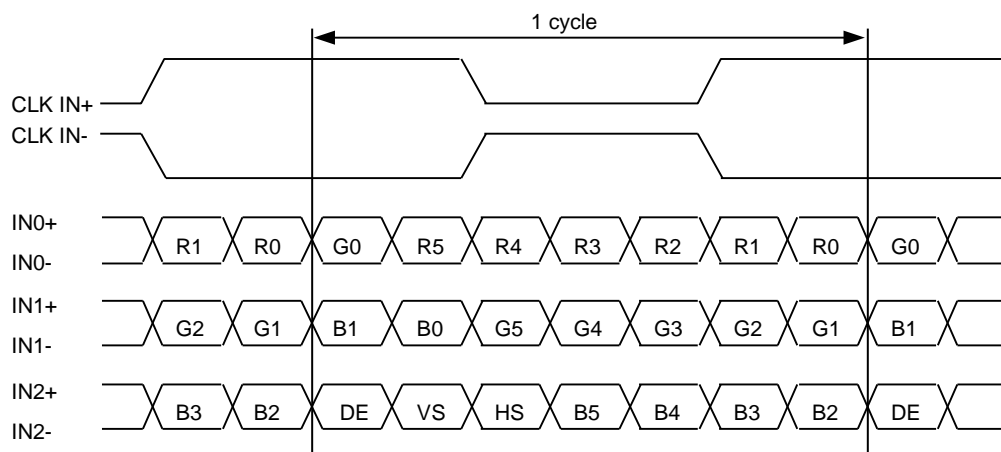 1 cycle
CLK IN+
CLK IN-
IN0+
R1 R0 G0 R5 R4 R3 R2 R1 R0 G0
IN0-
IN1+
G2 G1 B1 B0 G5 G4 G3 G2 G1 B1
IN1-
IN2+
B3 B2 DE VS HS B5 B4 B3 B2 DE
IN2-